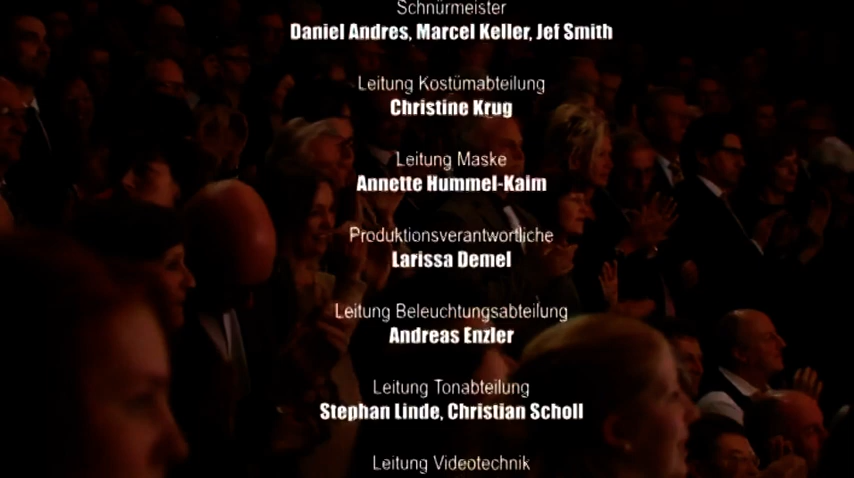 Schnürmeister
Daniel Andres, Marcel Keller, Jef Smith
Leitung Kostümabteilung
Christine Krug
Leitung Maske
Annette Hummel-Kaim
Produktionsverantwortliche
Larissa Demel
Leitung Beleuchtungsabteilung
Andreas Enzler
Leitung Tonabteilung
Stephan Linde, Christian Scholl
Leitung Videotechnik